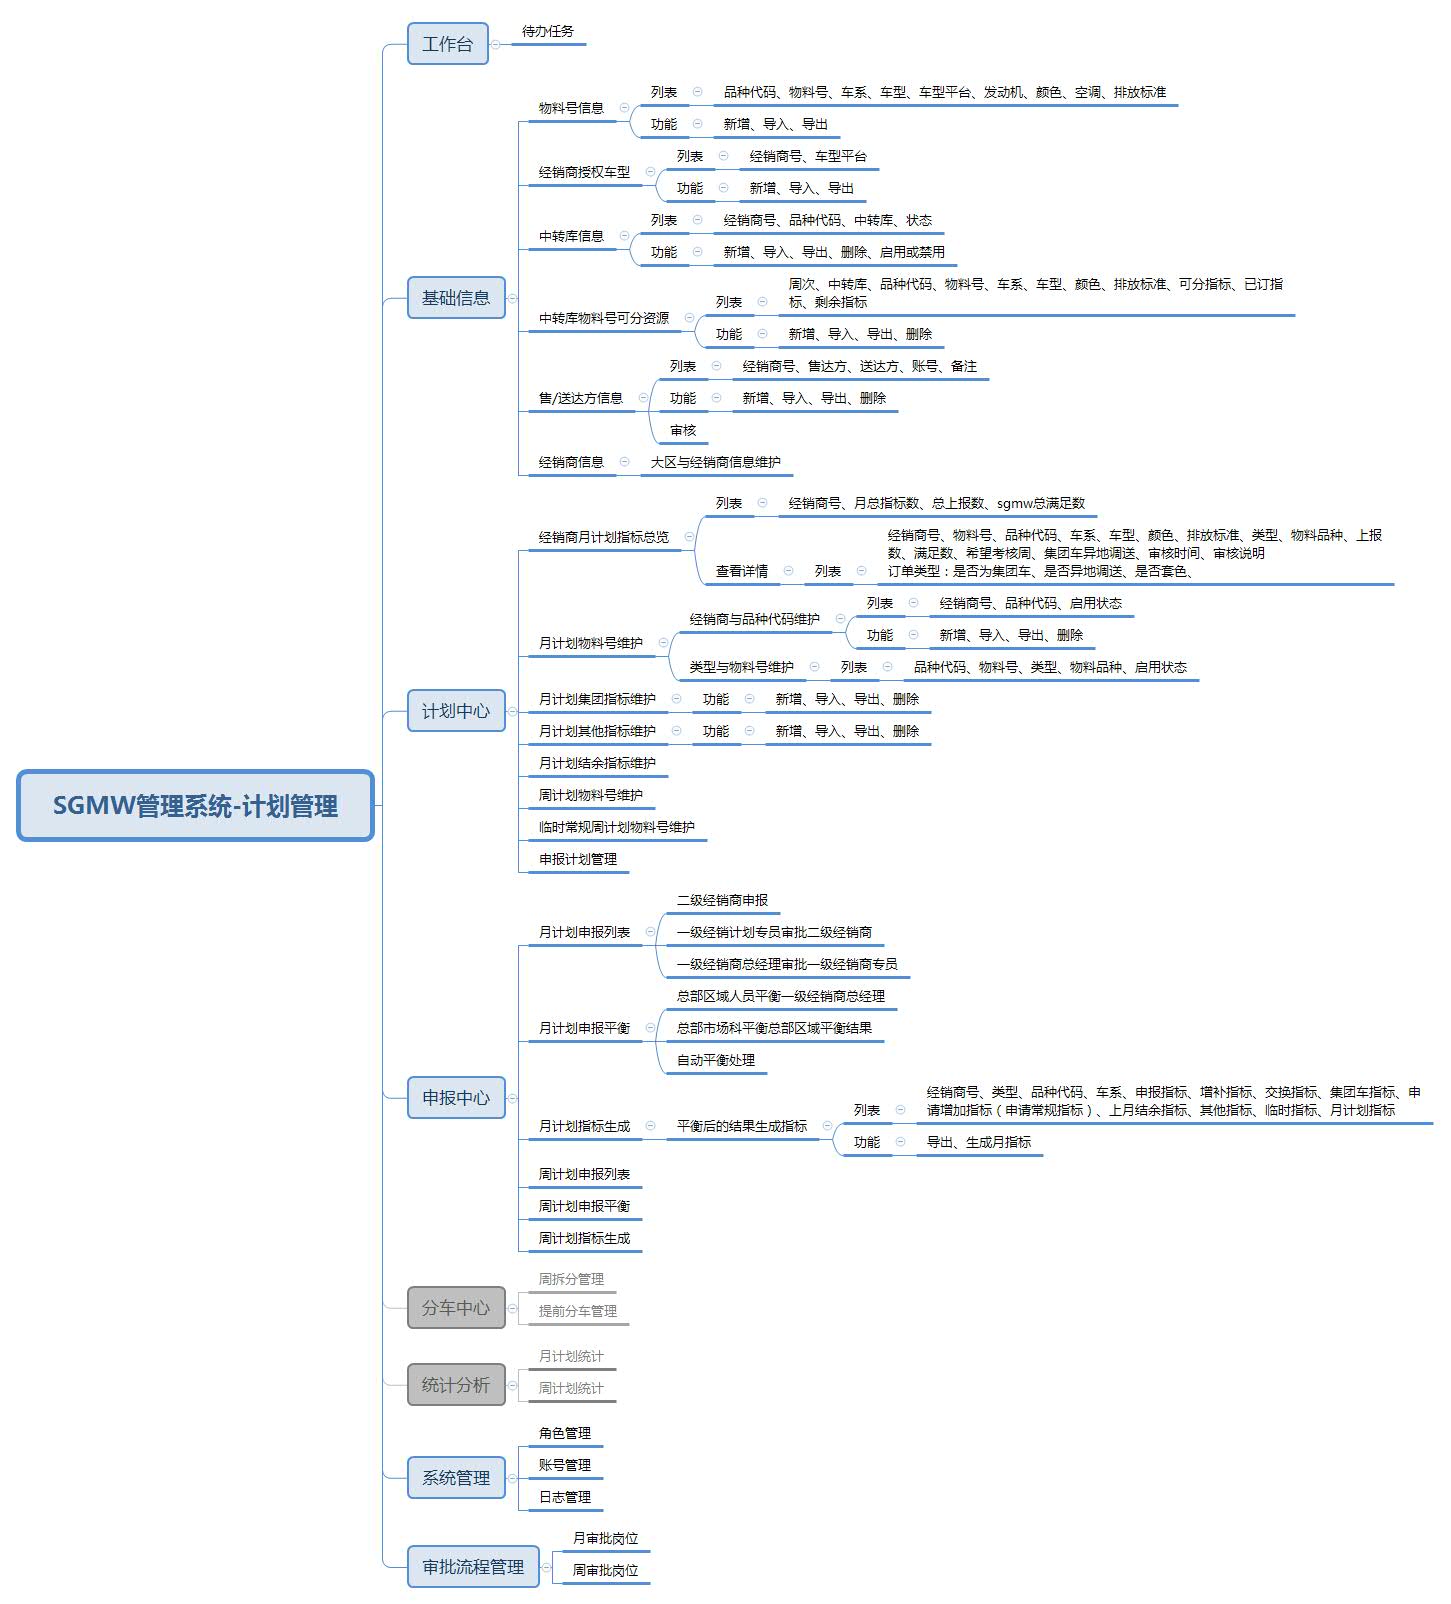 SGMW管理系统-计划管理
工作台
待办任务
基础信息
物料号信息
列表
品种代码、物料号、车系、车型、车型平台、发动机、颜色、空调、排放标准
功能
新增、导入、导出
经销商授权车型
列表
经销商号、车型平台
功能
新增、导入、导出
中转库信息
列表
经销商号、品种代码、中转库、状态
功能
新增、导入、导出、删除、启用或禁用
中转库物料号可分资源
列表
周次、中转库、品种代码、物料号、车系、车型、颜色、排放标准、可分指标、已订指
标、剩余指标
功能
新增、导入、导出、删除
售/送达方信息
列表
经销商号、售达方、送达方、账号、备注
功能
新增、导入、导出、删除
审核
经销商信息
大区与经销商信息维护
计划中心
经销商月计划指标总览
列表
经销商号、月总指标数、总上报数、sgmw总满足数
查看详情
列表
经销商号、物料号、品种代码、车系、车型、颜色、排放标准、类型、物料品种、上报
数、满足数、希望考核周、集团车异地调送、审核时间、审核说明
订单类型：是否为集团车、是否异地调送、是否套色、
月计划物料号维护
经销商与品种代码维护
列表
经销商号、品种代码、启用状态
功能
新增、导入、导出、删除
类型与物料号维护
列表
品种代码、物料号、类型、物料品种、启用状态
月计划集团指标维护
功能
新增、导入、导出、删除
月计划其他指标维护
功能
新增、导入、导出、删除
月计划结余指标维护
周计划物料号维护
临时常规周计划物料号维护
申报计划管理
申报中心
月计划申报列表
二级经销商申报
一级经销计划专员审批二级经销商
一级经销商总经理审批一级经销商专员
月计划申报平衡
总部区域人员平衡一级经销商总经理
总部市场科平衡总部区域平衡结果
自动平衡处理
月计划指标生成
平衡后的结果生成指标
列表
经销商号、类型、品种代码、车系、申报指标、增补指标、交换指标、集团车指标、申
请增加指标（申请常规指标）、上月结余指标、其他指标、临时指标、月计划指标
功能
导出、生成月指标
周计划申报列表
周计划申报平衡
周计划指标生成
分车中心
周拆分管理
提前分车管理
统计分析
月计划统计
周计划统计
系统管理
角色管理
账号管理
日志管理
审批流程管理
月审批岗位
周审批岗位